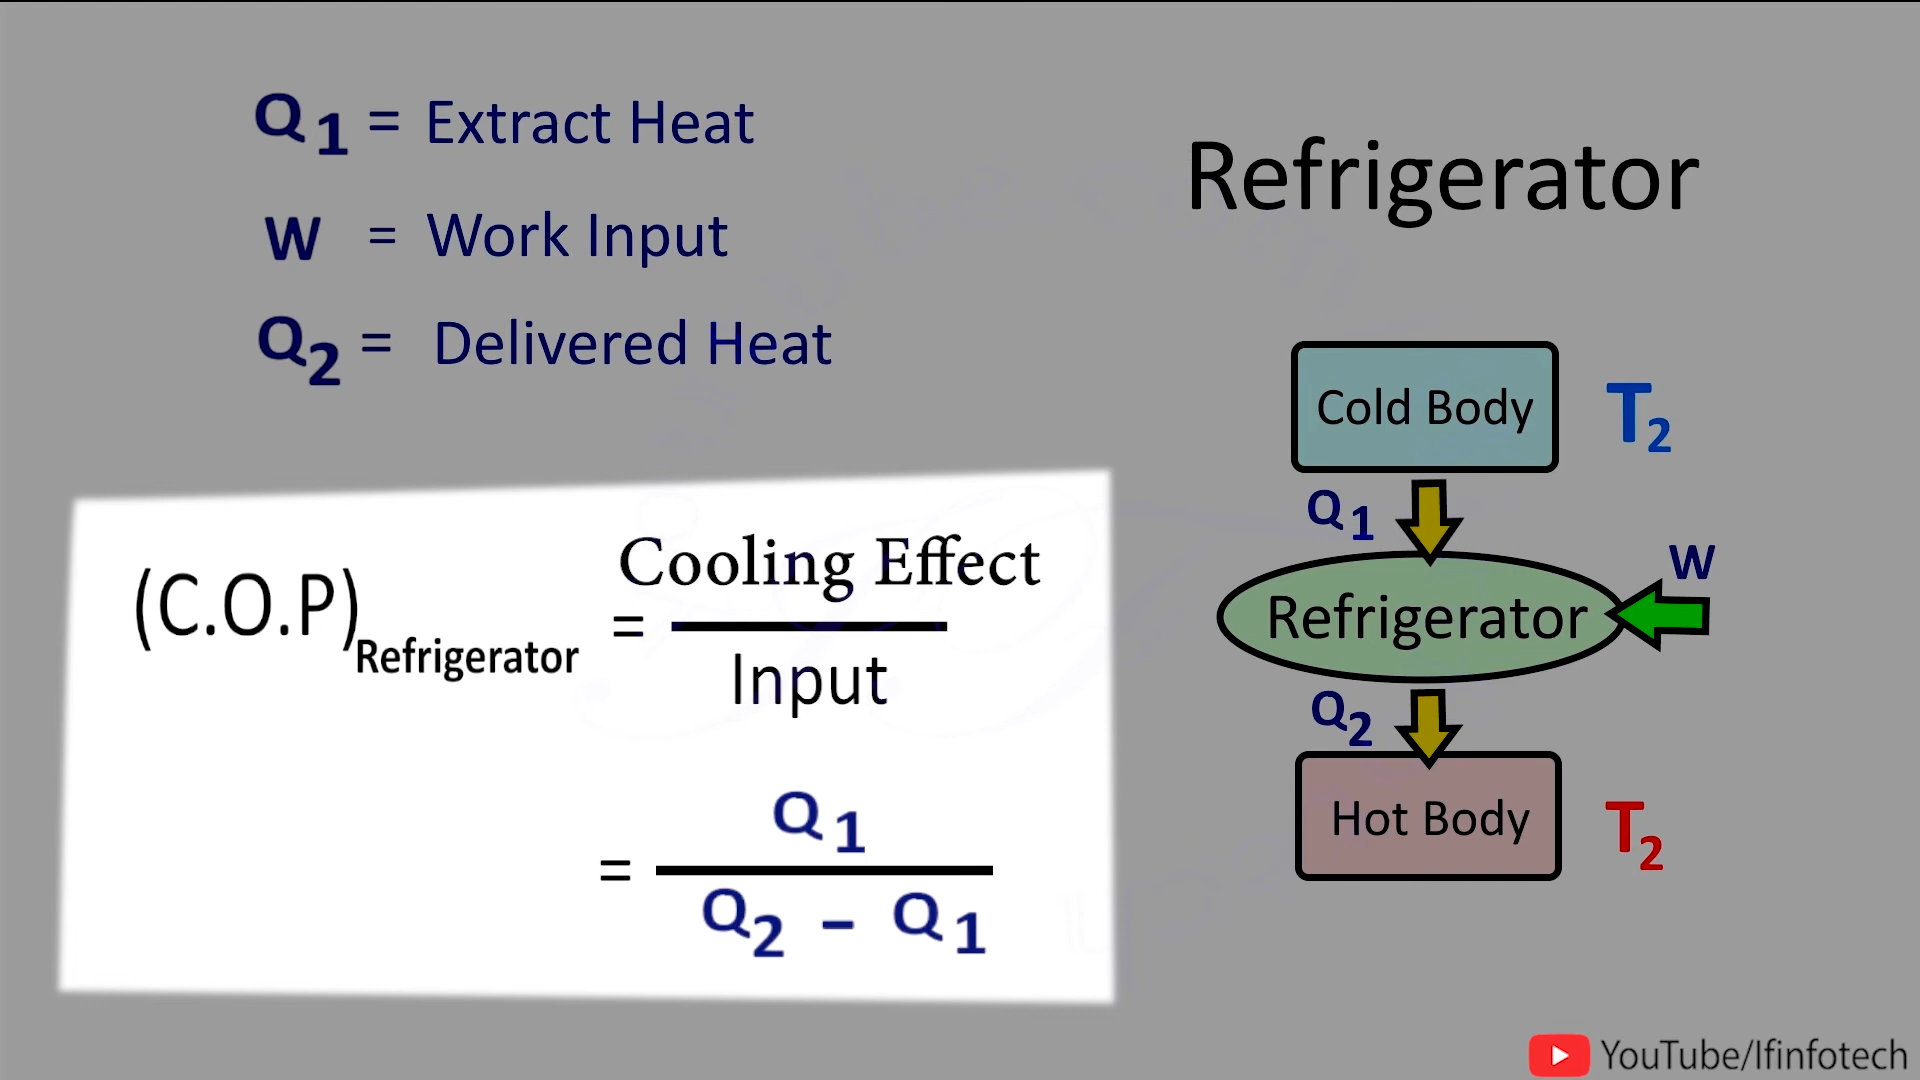 Q1 = Extract Heat
W = Work Input
Q2 = Delivered Heat
Refrigerator
Cold Body T2
Q1
W
Refrigerator
Q2
Hot Body T2
(C.O.P)Refrigerator = Cooling Effect
Input
= Q1
Q2 – Q1
YouTube/Ifinfotech